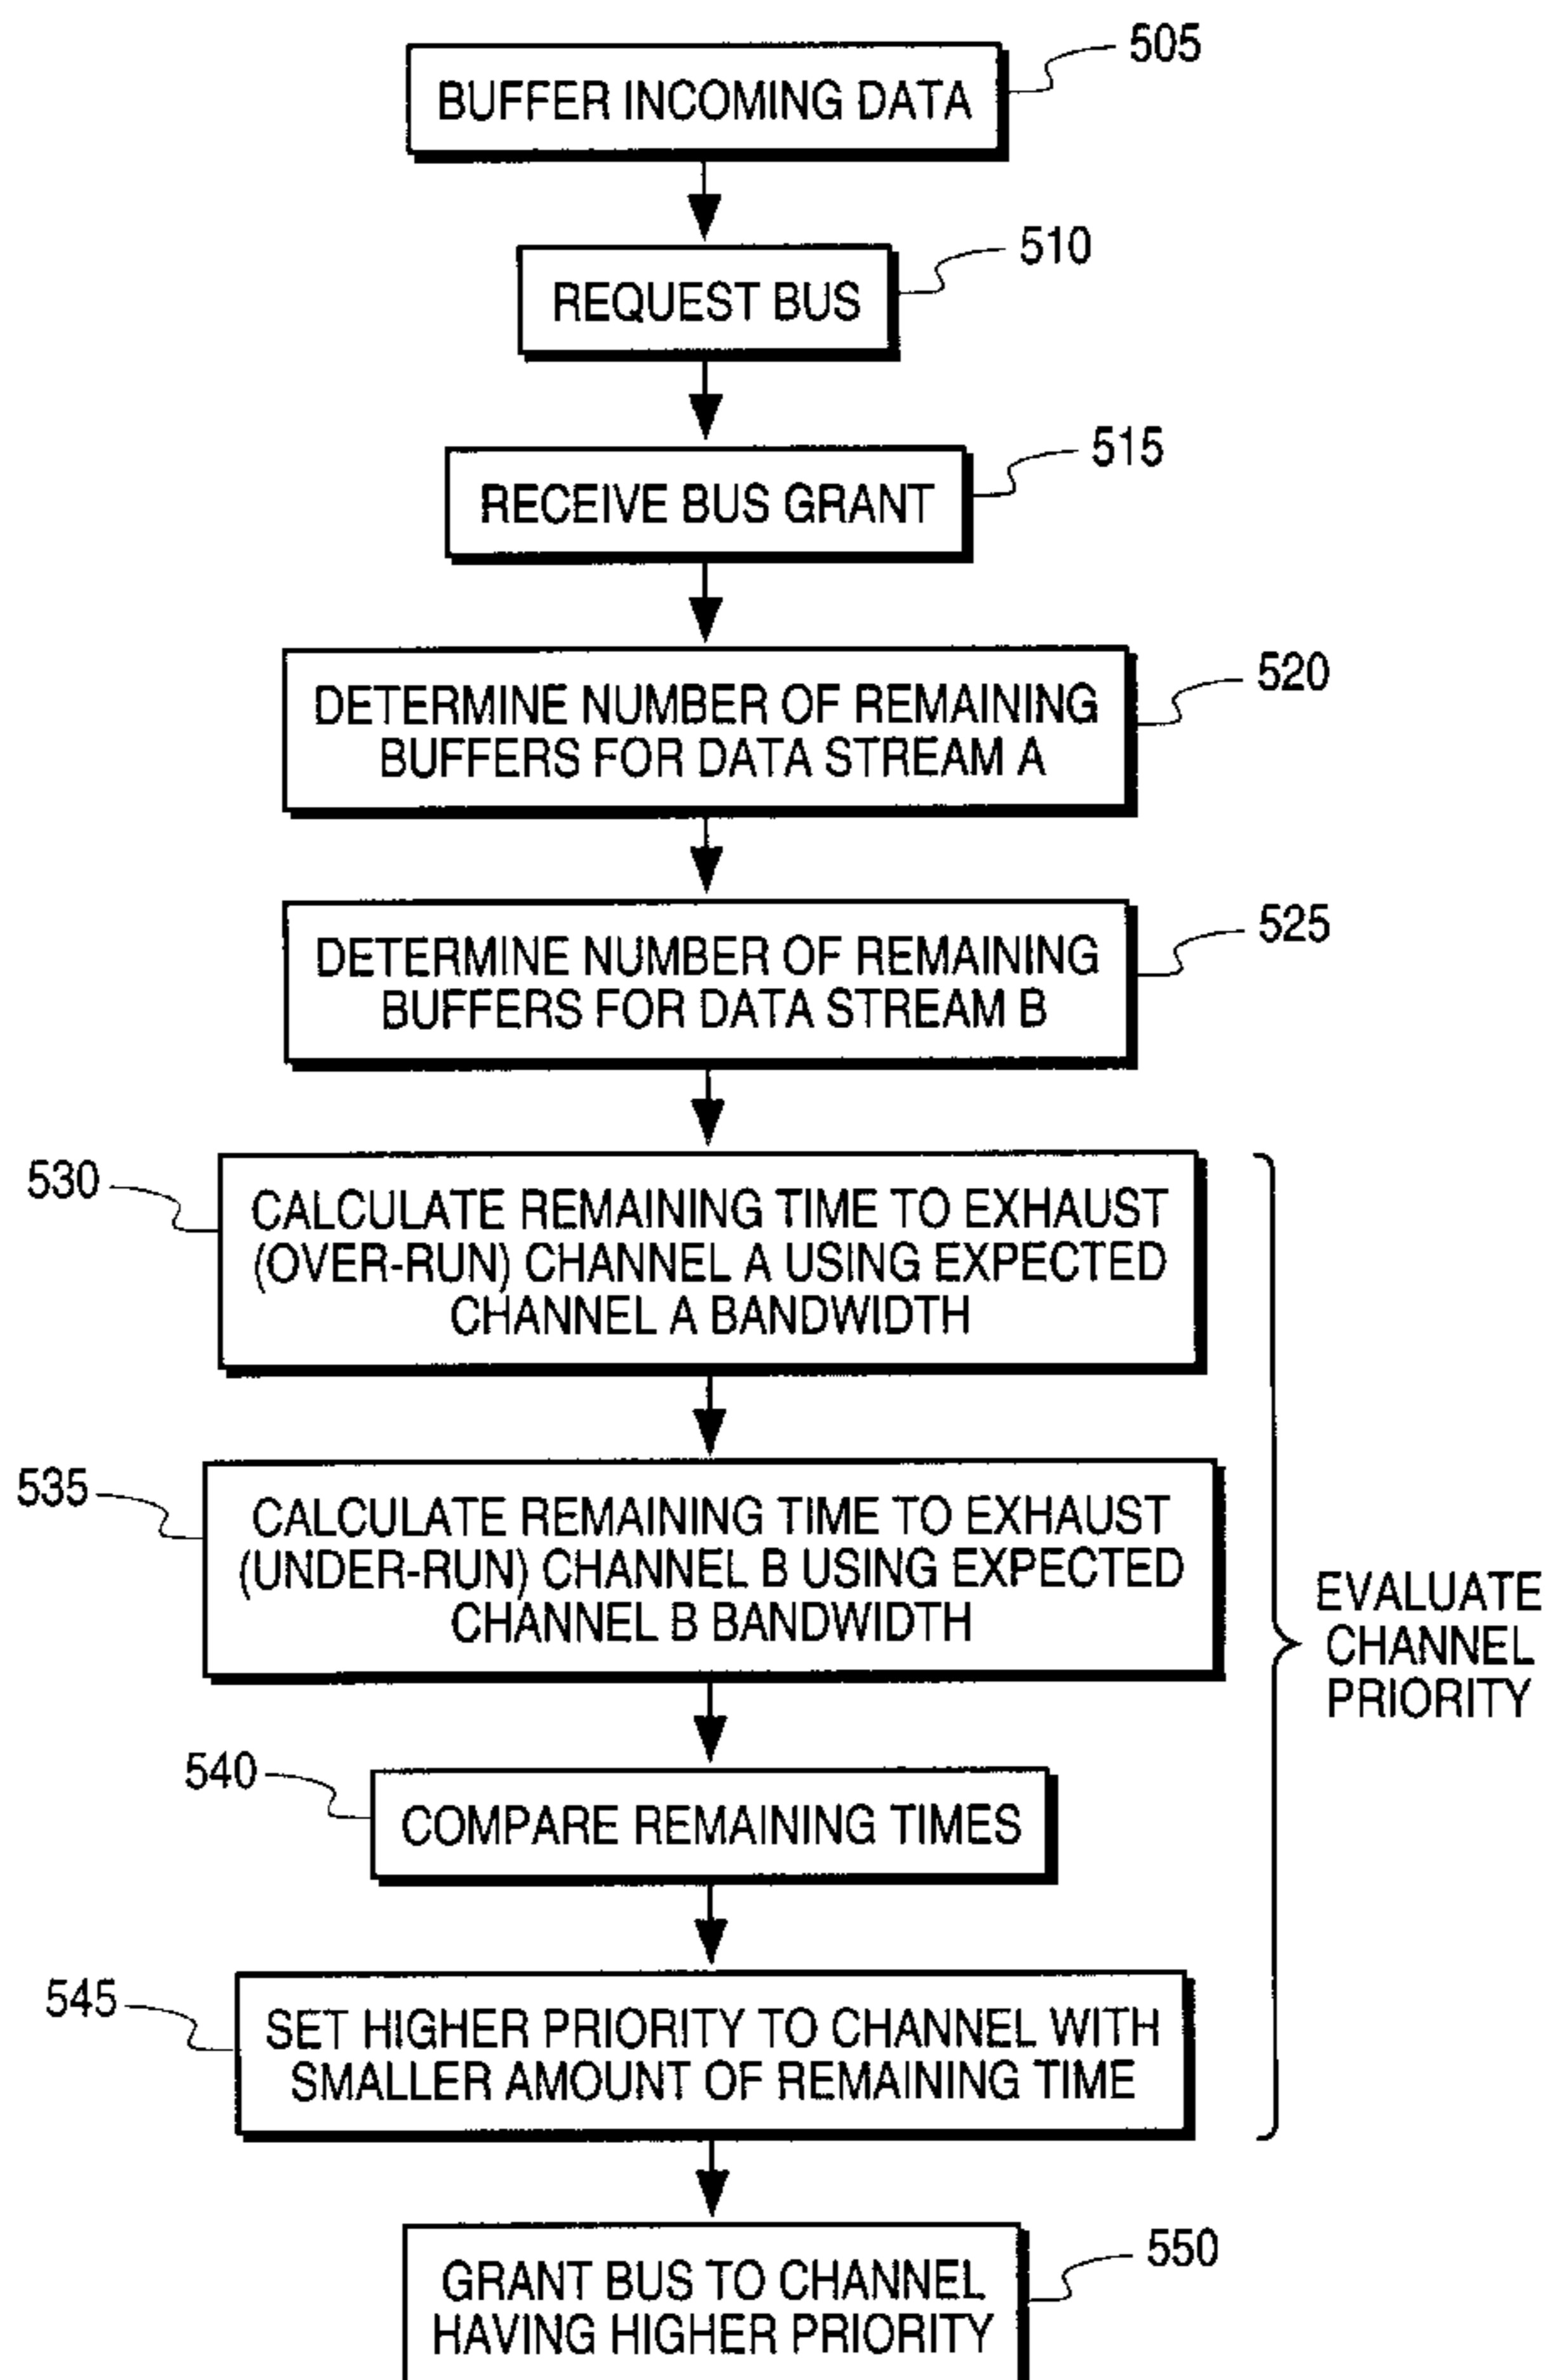 505
BUFFER INCOMING DATA
510
REQUEST BUS
515
RECEIVE BUS GRANT
520
DETERMINE NUMBER OF REMAINING
BUFFERS FOR DATA STREAM A
525
DETERMINE NUMBER OF REMAINING
BUFFERS FOR DATA STREAM B
530
CALCULATE REMAINING TIME TO EXHAUST
(OVER-RUN) CHANNEL A USING EXPECTED
CHANNEL A BANDWIDTH
535
CALCULATE REMAINING TIME TO EXHAUST
(UNDER-RUN) CHANNEL B USING EXPECTED
CHANNEL B BANDWIDTH
EVALUATE
CHANNEL
PRIORITY
540
COMPARE REMAINING TIMES
545
SET HIGHER PRIORITY TO CHANNEL WITH
SMALLER AMOUNT OF REMAINING TIME
550
GRANT BUS TO CHANNEL
HAVING HIGHER PRIORITY